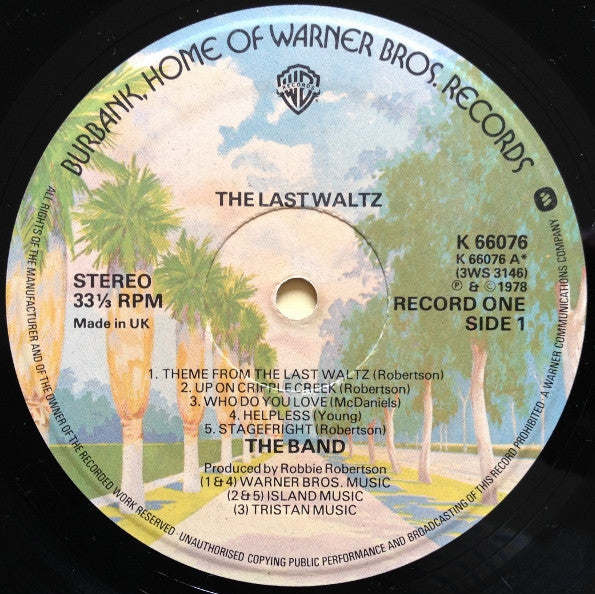 BURBANK, HOME OF WARNER BROS. RECORDS
WB
RECORDS
THE LAST WALTZ
STEREO
33⅓ RPM
Made in UK
K 66076
K 66076 A*
(3WS 3146)
Ⓟ & © 1978
RECORD ONE
SIDE 1
1. THEME FROM THE LAST WALTZ (Robertson)
2. UP ON CRIPPLE CREEK (Robertson)
3. WHO DO YOU LOVE (McDaniels)
4. HELPLESS (Young)
5. STAGEFRIGHT (Robertson)
THE BAND
Produced by Robbie Robertson
(1 & 4) WARNER BROS. MUSIC
(2 & 5) ISLAND MUSIC
(3) TRISTAN MUSIC
ALL RIGHTS OF THE MANUFACTURER AND OF THE OWNER OF THE RECORDED WORK RESERVED · UNAUTHORISED COPYING PUBLIC PERFORMANCE AND BROADCASTING OF THIS RECORD PROHIBITED · A WARNER COMMUNICATIONS COMPANY